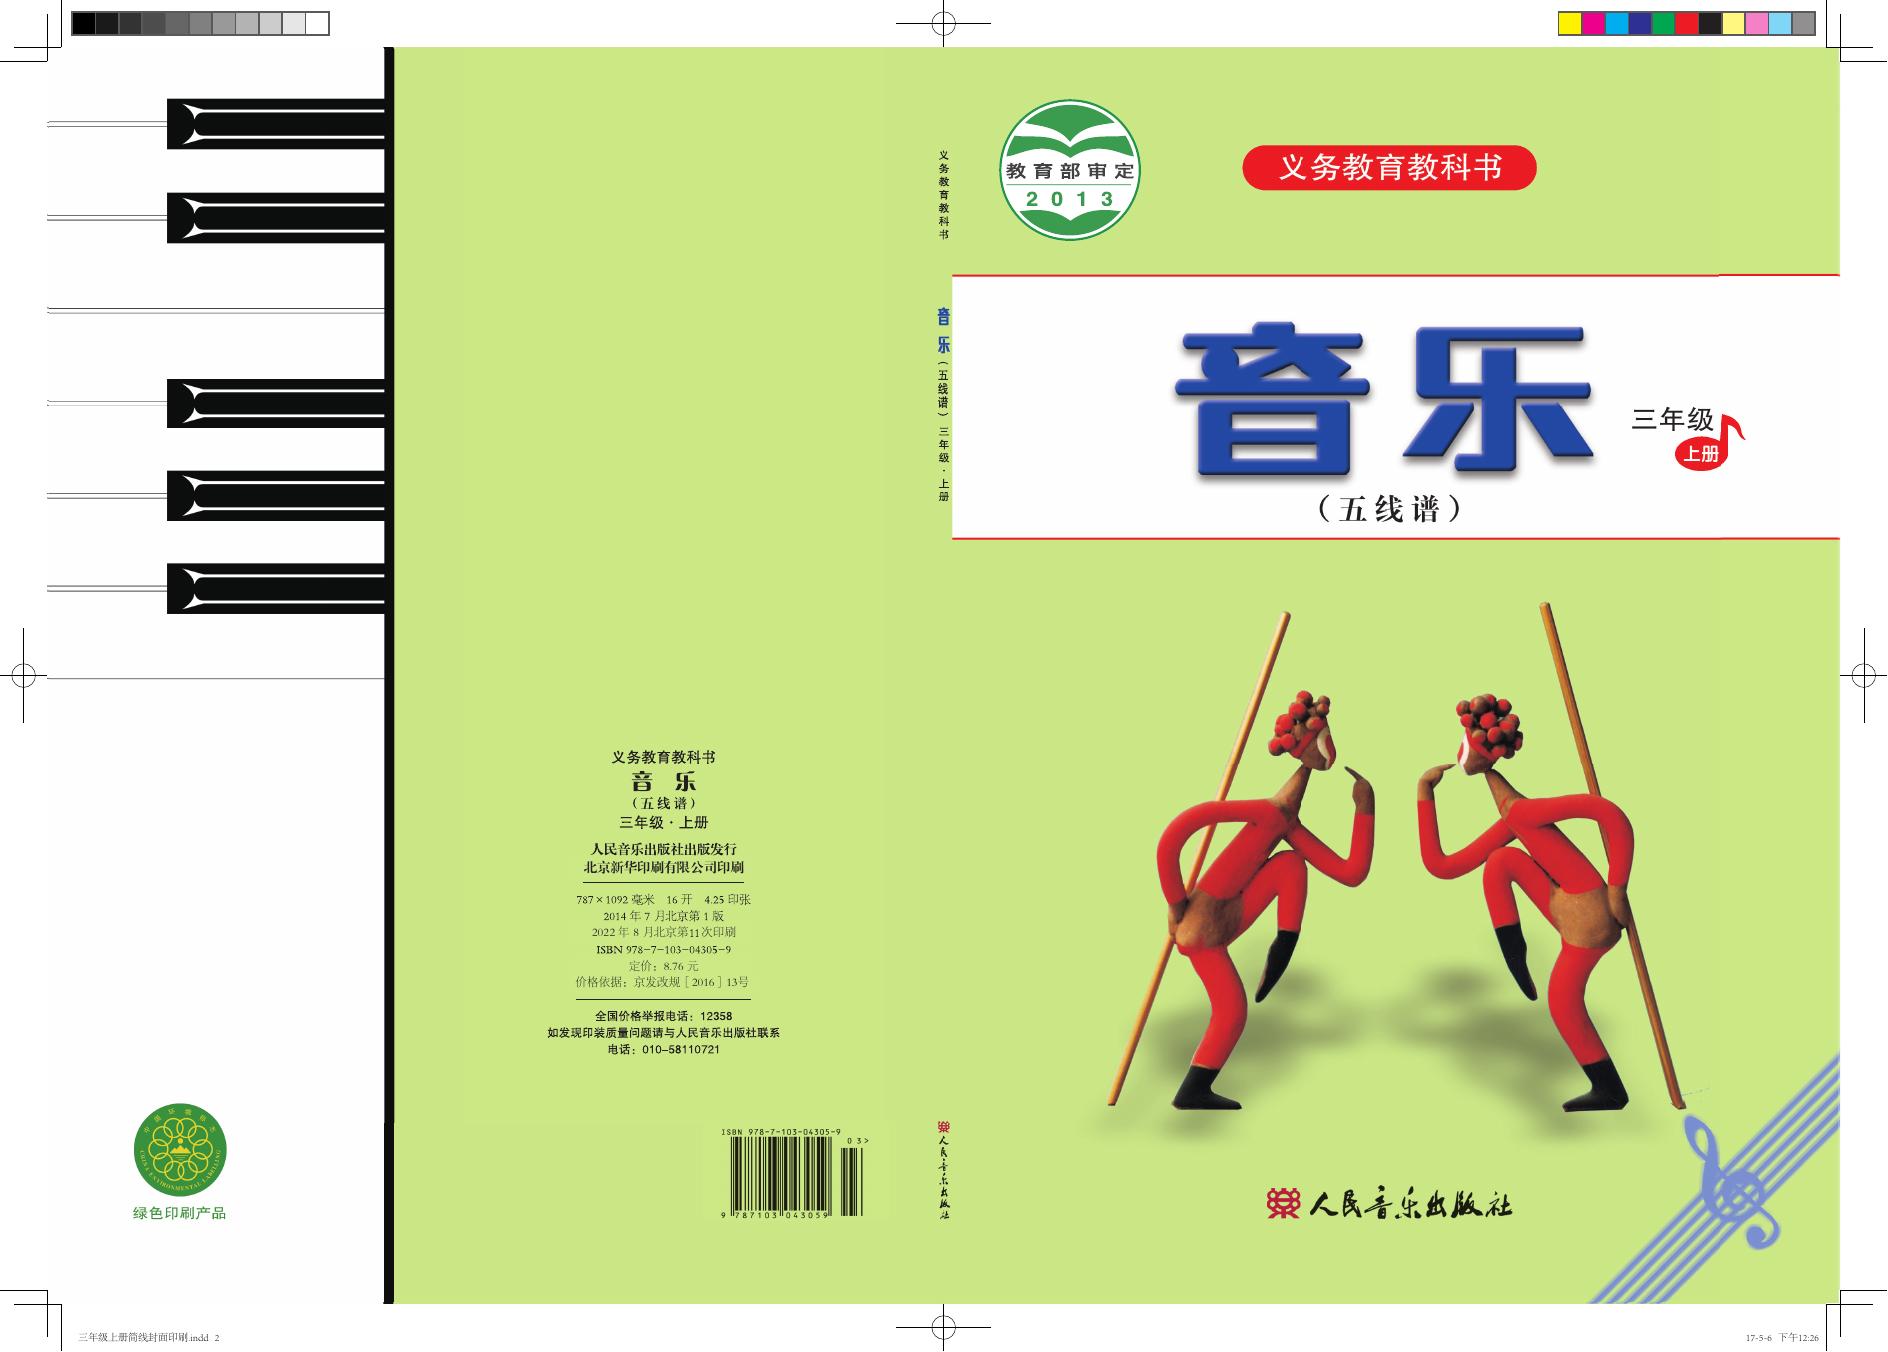 义务教育教科书
音乐
（五线谱）
三年级·上册
人民音乐出版社出版发行
北京新华印刷有限公司印刷
787×1092 毫米 16 开 4.25 印张
2014 年 7 月北京第 1 版
2022 年 8 月北京第11次印刷
ISBN 978-7-103-04305-9
定价：8.76 元
价格依据：京发改规［2016］13号
全国价格举报电话：12358
如发现印装质量问题请与人民音乐出版社联系
电话：010-58110721
ISBN 978-7-103-04305-9
03>
9 787103 043059
中国环境标志
CHINA ENVIRONMENTAL LABELLING
绿色印刷产品
义务教育教科书
音乐（五线谱）三年级·上册
人民音乐出版社
教育部审定
2013
义务教育教科书
音乐
三年级
上册
（五线谱）
人民音乐出版社
三年级上册简线封面印刷.indd 2
17-5-6 下午12:26